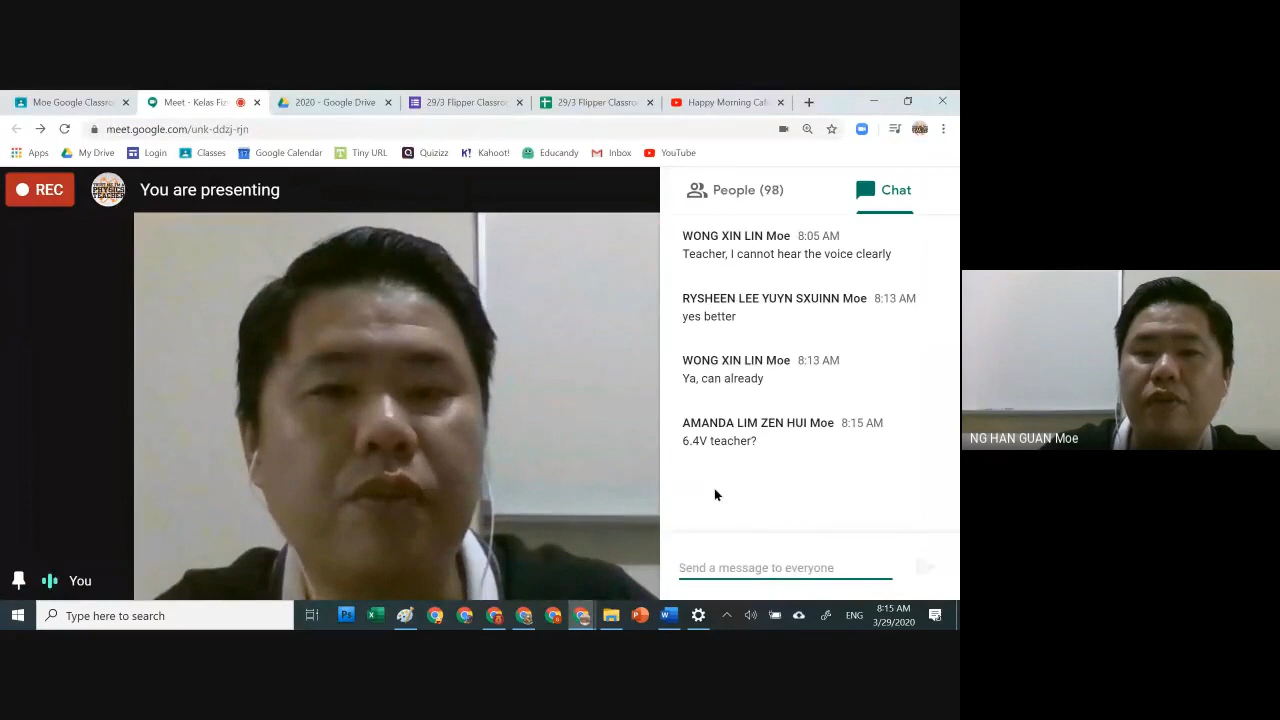 Moe Google Classro
Meet - Kelas Fiz
2020 - Google Drive
29/3 Flipper Classroo
29/3 Flipper Classroo
Happy Morning Caf
meet.google.com/unk-ddzj-rjn
Apps
My Drive
Login
Classes
Google Calendar
Tiny URL
Quizizz
Kahoot!
Educandy
Inbox
YouTube
REC
You are presenting
People (98)
Chat
WONG XIN LIN Moe 8:05 AM
Teacher, I cannot hear the voice clearly
RYSHEEN LEE YUYN SXUINN Moe 8:13 AM
yes better
WONG XIN LIN Moe 8:13 AM
Ya, can already
AMANDA LIM ZEN HUI Moe 8:15 AM
6.4V teacher?
Send a message to everyone
You
NG HAN GUAN Moe
Type here to search
ENG
8:15 AM
3/29/2020